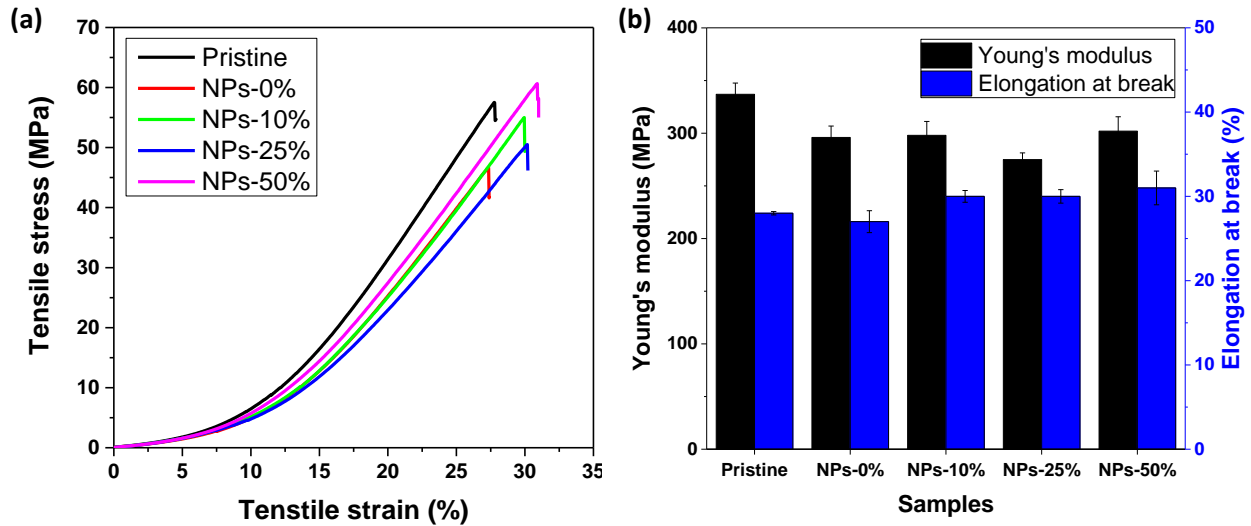 (a)
70
60
50
40
30
20
10
0
Tensile stress (MPa)
Pristine
NPs-0%
NPs-10%
NPs-25%
NPs-50%
0 5 10 15 20 25 30 35
Tenstile strain (%)
(b)
400
300
200
100
0
Young's modulus (MPa)
Young's modulus
Elongation at break
50
40
30
20
10
0
Elongation at break (%)
Pristine NPs-0% NPs-10% NPs-25% NPs-50%
Samples